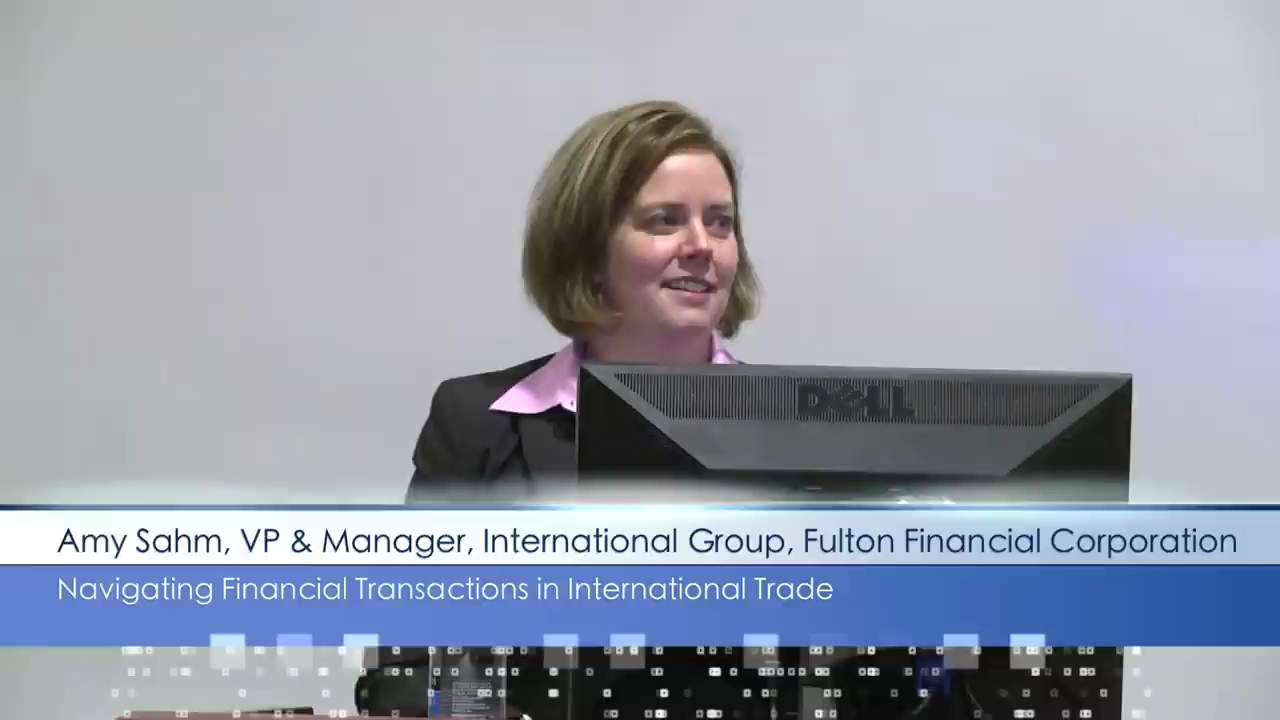 DELL
Amy Sahm, VP & Manager, International Group, Fulton Financial Corporation
Navigating Financial Transactions in International Trade